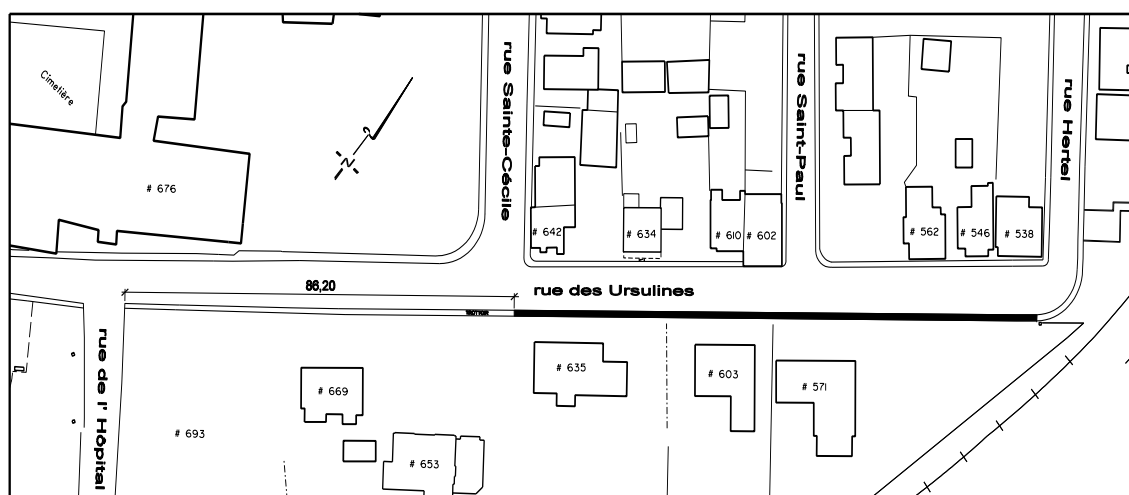 Cimetière
rue Sainte-Cécile
rue Saint-Paul
rue Hertel
N
# 676
# 642
# 634
# 610
# 602
# 562
# 546
# 538
86,20
rue des Ursulines
rue de l' Hôpital
# 635
# 603
# 571
# 669
# 693
# 653